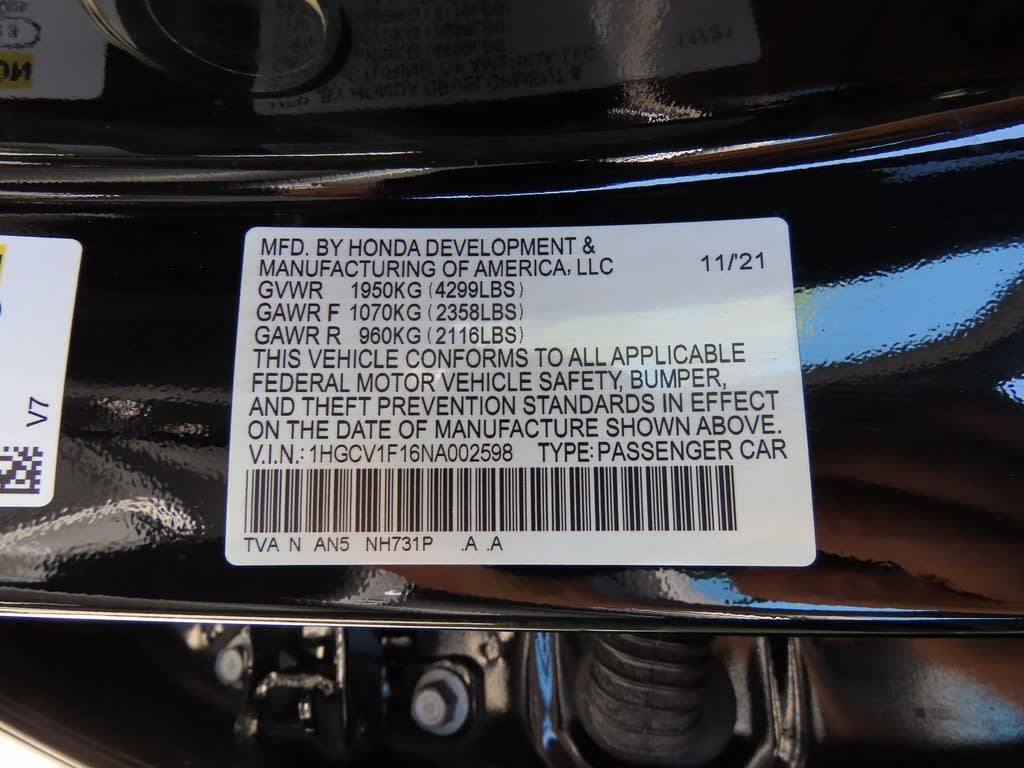 MFD. BY HONDA DEVELOPMENT &
MANUFACTURING OF AMERICA, LLC 11/'21
GVWR 1950KG (4299LBS)
GAWR F 1070KG (2358LBS)
GAWR R 960KG (2116LBS)
THIS VEHICLE CONFORMS TO ALL APPLICABLE
FEDERAL MOTOR VEHICLE SAFETY, BUMPER,
AND THEFT PREVENTION STANDARDS IN EFFECT
ON THE DATE OF MANUFACTURE SHOWN ABOVE.
V.I.N.: 1HGCV1F16NA002598 TYPE: PASSENGER CAR
TVA N AN5 NH731P .A .A
V7